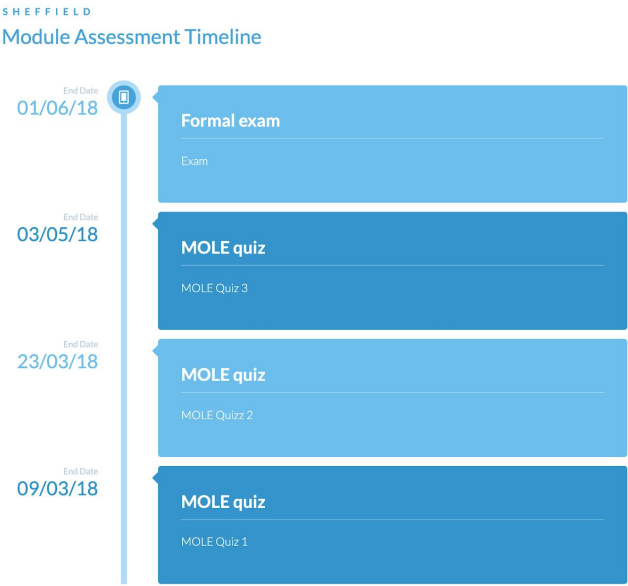 SHEFFIELD
Module Assessment Timeline
End Date
01/06/18
Formal exam
Exam
End Date
03/05/18
MOLE quiz
MOLE Quiz 3
End Date
23/03/18
MOLE quiz
MOLE Quizz 2
End Date
09/03/18
MOLE quiz
MOLE Quiz 1